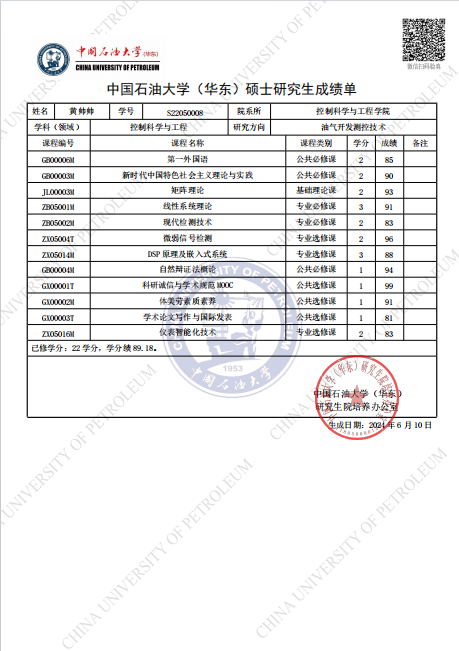 微信扫码验真
中国石油大学(华东)
CHINA UNIVERSITY OF PETROLEUM
中国石油大学（华东）硕士研究生成绩单
姓名 黄帅帅 学号 S22050008 院系所 控制科学与工程学院
学科（领域） 控制科学与工程 研究方向 油气开发测控技术
课程编号 课程名称 课程类别 学分 成绩 备注
GB00006M 第一外国语 公共必修课 2 85
GB00003M 新时代中国特色社会主义理论与实践 公共必修课 2 90
JL00003M 矩阵理论 基础理论课 2 93
ZB05001M 线性系统理论 专业必修课 3 91
ZB05002M 现代检测技术 专业必修课 2 83
ZX05004T 微弱信号检测 专业选修课 2 96
ZX05014M DSP原理及嵌入式系统 专业选修课 3 88
GB00004M 自然辩证法概论 公共必修课 1 94
GX00001T 科研诚信与学术规范MOOC 公共选修课 1 99
GX00002M 体美劳素质素养 公共选修课 1 91
GX00003T 学术论文写作与国际发表 公共选修课 1 81
ZX05016M 仪表智能化技术 专业选修课 2 83
已修学分：22学分，学分绩89.18。
1953
中国石油大学
中国石油大学（华东）
研究生院培养办公室
生成日期：2024年6月10日
CHINA UNIVERSITY OF PETROLEUM